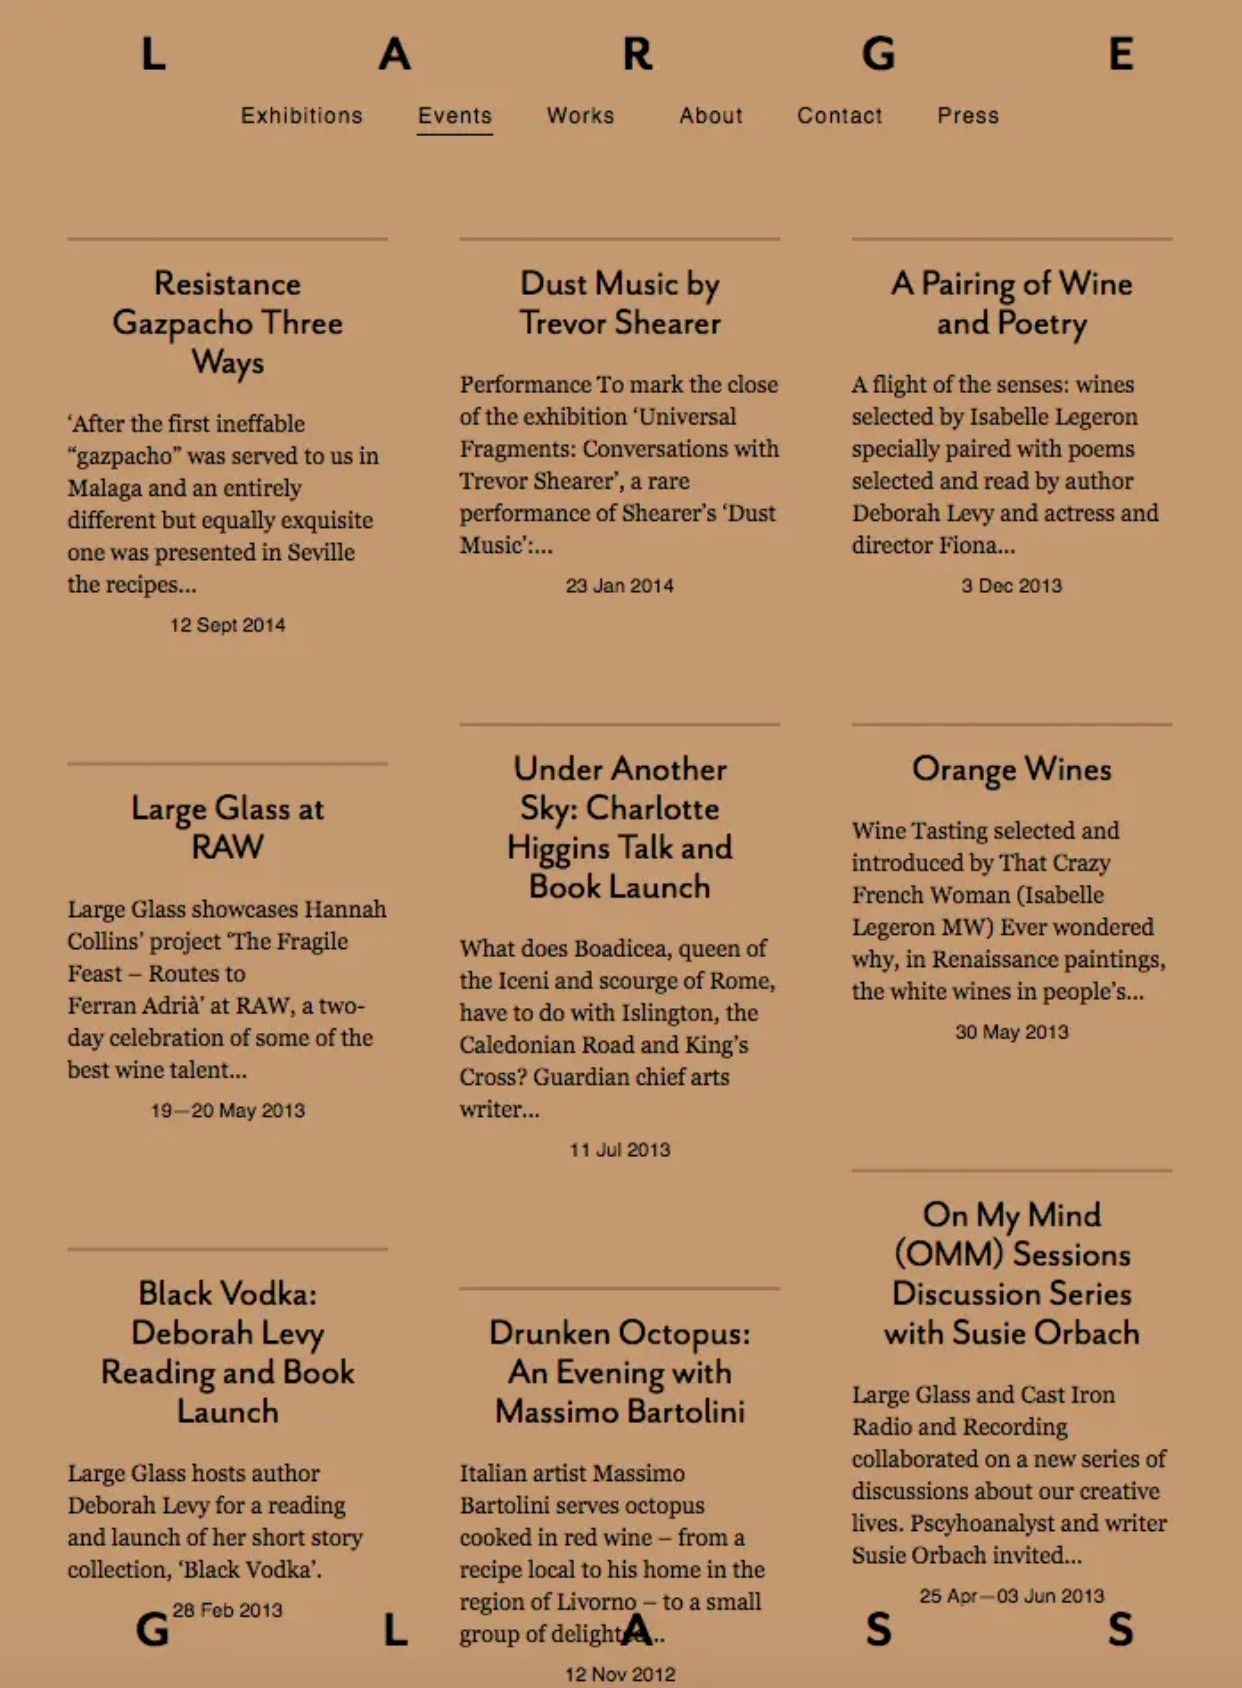 L A R G E
Exhibitions Events Works About Contact Press
Resistance
Gazpacho Three
Ways
‘After the first ineffable
“gazpacho” was served to us in
Malaga and an entirely
different but equally exquisite
one was presented in Seville
the recipes...
12 Sept 2014
Dust Music by
Trevor Shearer
Performance To mark the close
of the exhibition ‘Universal
Fragments: Conversations with
Trevor Shearer’, a rare
performance of Shearer’s ‘Dust
Music’:...
23 Jan 2014
A Pairing of Wine
and Poetry
A flight of the senses: wines
selected by Isabelle Legeron
specially paired with poems
selected and read by author
Deborah Levy and actress and
director Fiona...
3 Dec 2013
Large Glass at
RAW
Large Glass showcases Hannah
Collins’ project ‘The Fragile
Feast – Routes to
Ferran Adrià’ at RAW, a two-
day celebration of some of the
best wine talent...
19—20 May 2013
Under Another
Sky: Charlotte
Higgins Talk and
Book Launch
What does Boadicea, queen of
the Iceni and scourge of Rome,
have to do with Islington, the
Caledonian Road and King’s
Cross? Guardian chief arts
writer...
11 Jul 2013
Orange Wines
Wine Tasting selected and
introduced by That Crazy
French Woman (Isabelle
Legeron MW) Ever wondered
why, in Renaissance paintings,
the white wines in people’s...
30 May 2013
Black Vodka:
Deborah Levy
Reading and Book
Launch
Large Glass hosts author
Deborah Levy for a reading
and launch of her short story
collection, ‘Black Vodka’.
28 Feb 2013
Drunken Octopus:
An Evening with
Massimo Bartolini
Italian artist Massimo
Bartolini serves octopus
cooked in red wine – from a
recipe local to his home in the
region of Livorno – to a small
group of
12 Nov 2012
On My Mind
(OMM) Sessions
Discussion Series
with Susie Orbach
Large Glass and Cast Iron
Radio and Recording
collaborated on a new series of
discussions about our creative
lives. Pscyhoanalyst and writer
Susie Orbach invited...
25 Apr—03 Jun 2013
G L A S S